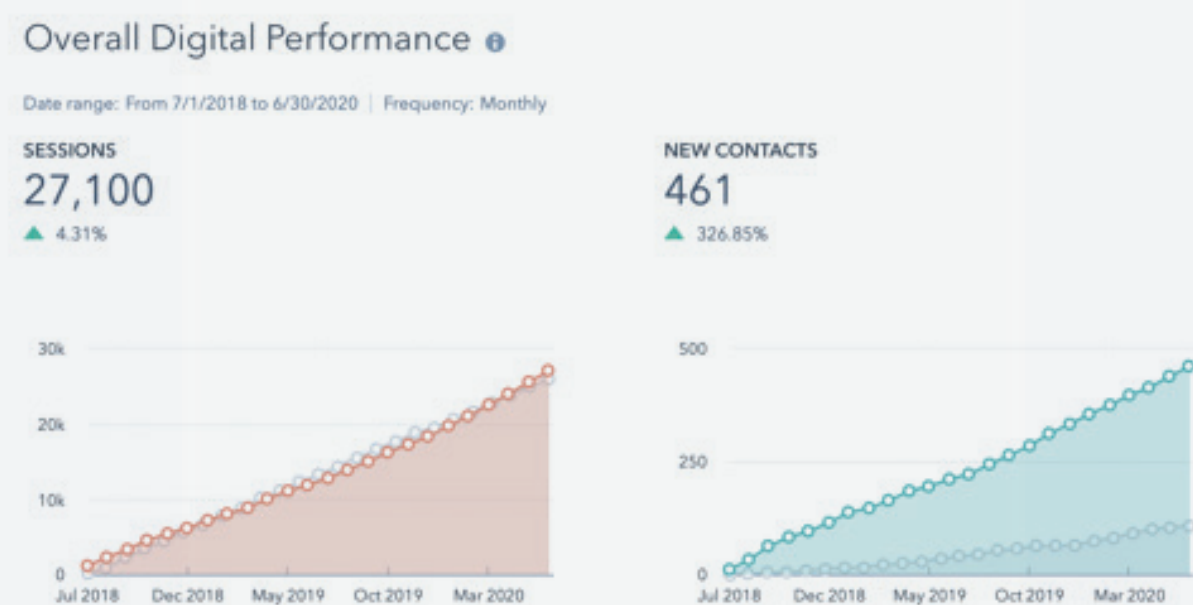 Overall Digital Performance
Date range: From 7/1/2018 to 6/30/2020 | Frequency: Monthly
SESSIONS
27,100
4.31%
30k
20k
10k
0
Jul 2018 Dec 2018 May 2019 Oct 2019 Mar 2020
NEW CONTACTS
461
326.85%
500
250
0
Jul 2018 Dec 2018 May 2019 Oct 2019 Mar 2020